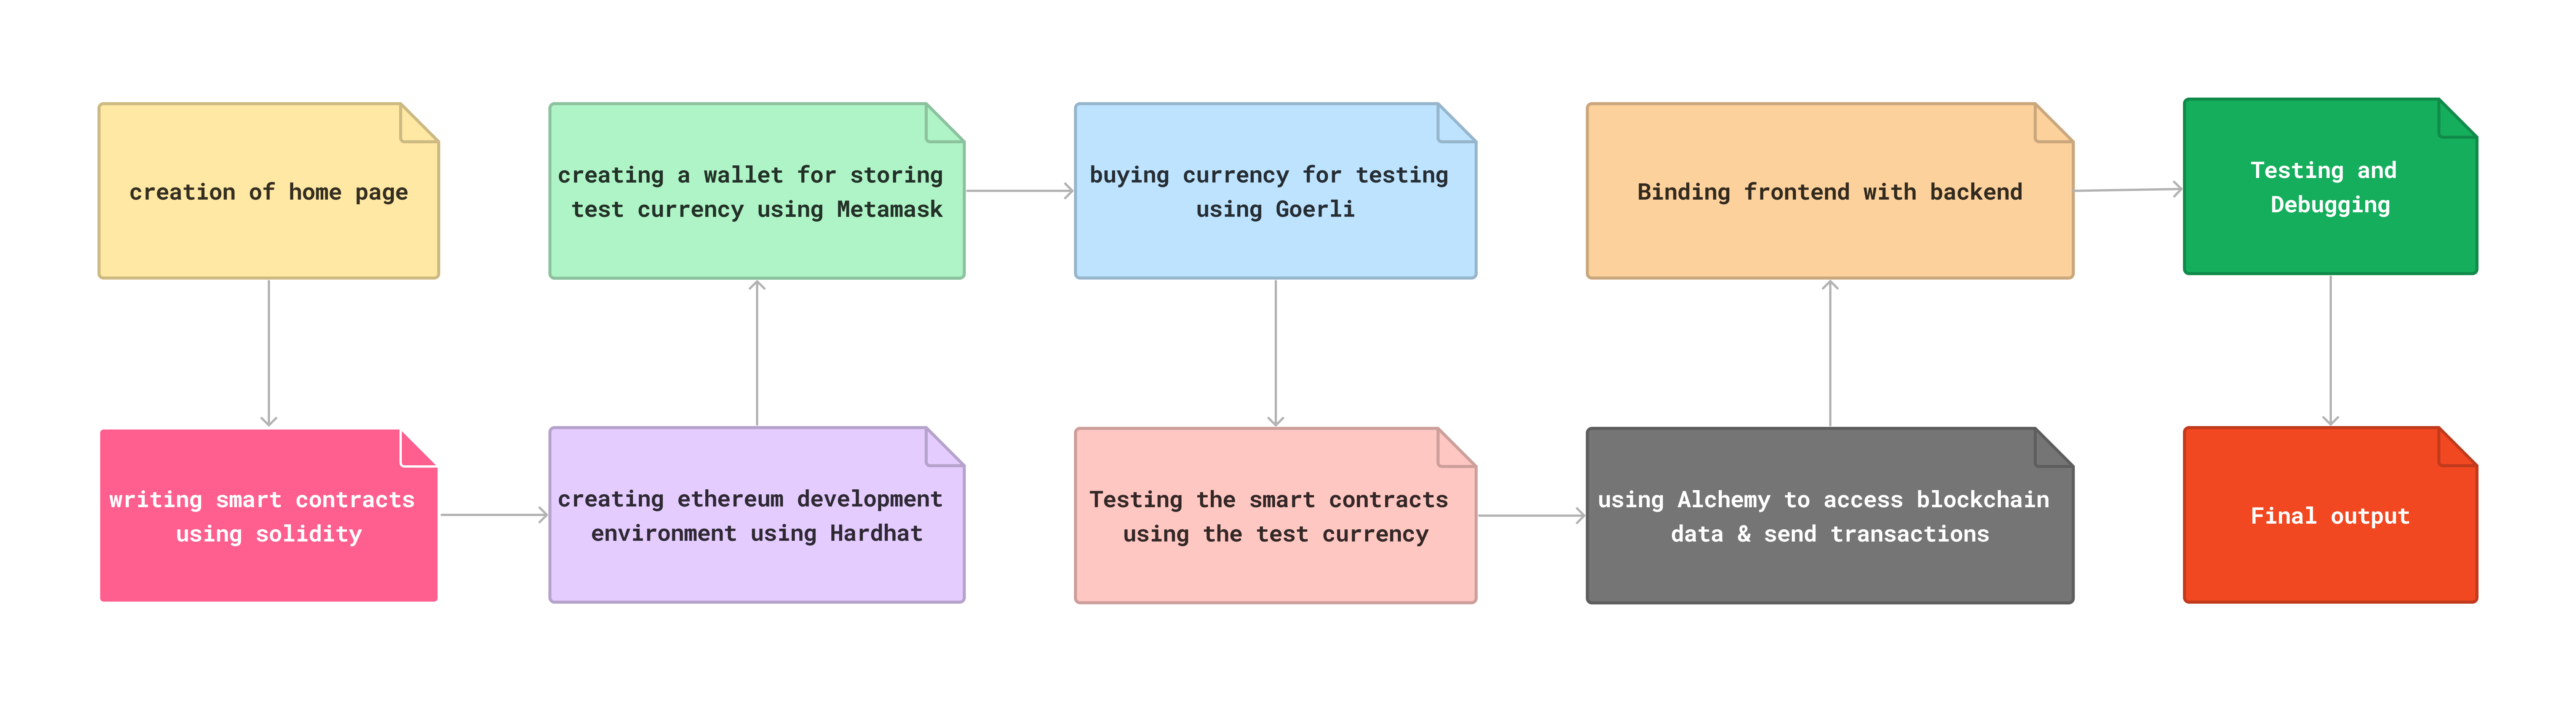 creation of home page
writing smart contracts
using solidity
creating ethereum development
environment using Hardhat
creating a wallet for storing
test currency using Metamask
buying currency for testing
using Goerli
Testing the smart contracts
using the test currency
using Alchemy to access blockchain
data & send transactions
Binding frontend with backend
Testing and
Debugging
Final output